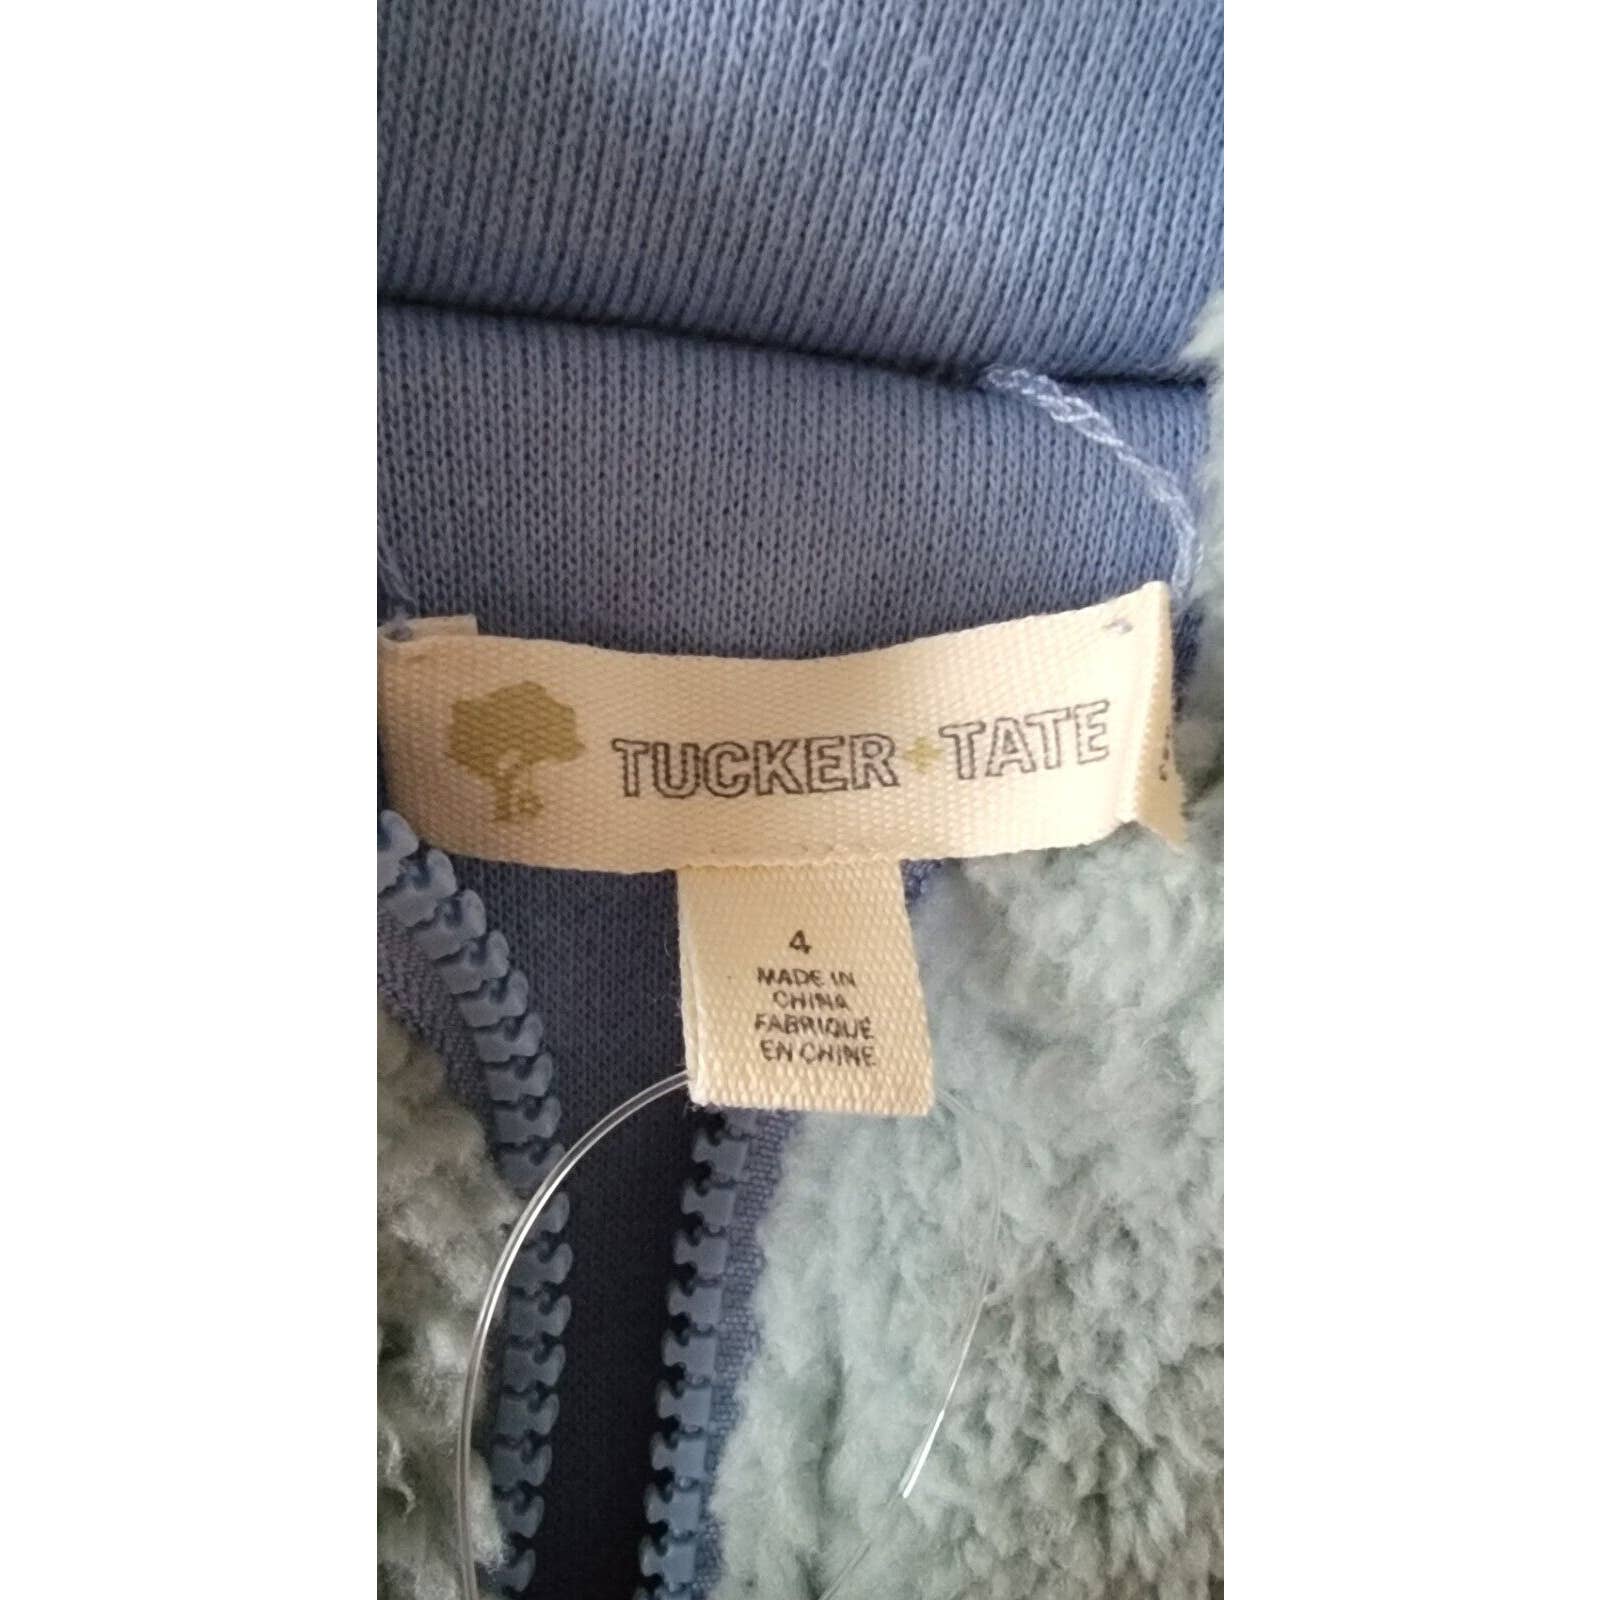 TUCKER+TATE
4
MADE IN
CHINA
FABRIQUÉ
EN CHINE